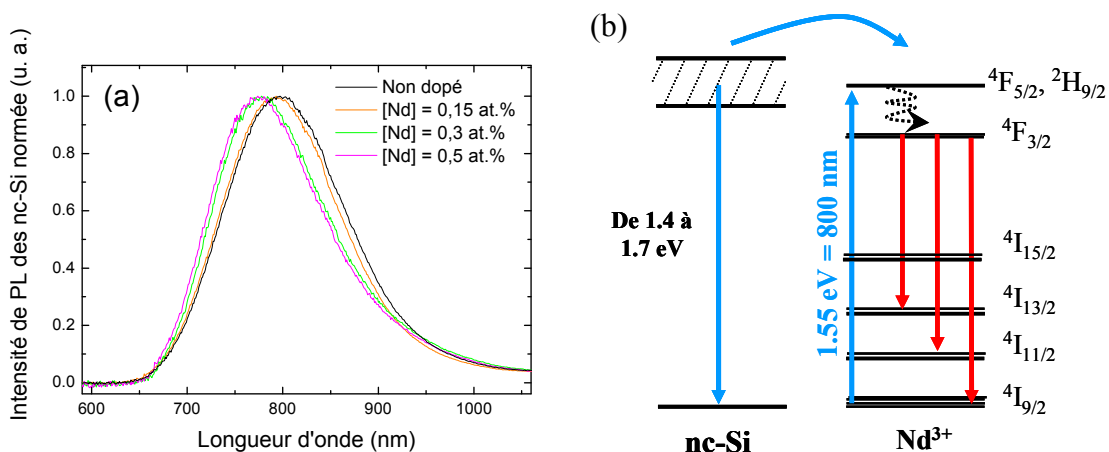 (a)
Non dopé
[Nd] = 0,15 at.%
[Nd] = 0,3 at.%
[Nd] = 0,5 at.%
Intensité de PL des nc-Si normée (u. a.)
1.0
0.8
0.6
0.4
0.2
0.0
600 700 800 900 1000
Longueur d'onde (nm)
(b)
De 1.4 à
1.7 eV
nc-Si
1.55 eV = 800 nm
⁴F₅/₂, ²H₉/₂
⁴F₃/₂
⁴I₁₅/₂
⁴I₁₃/₂
⁴I₁₁/₂
⁴I₉/₂
Nd³⁺